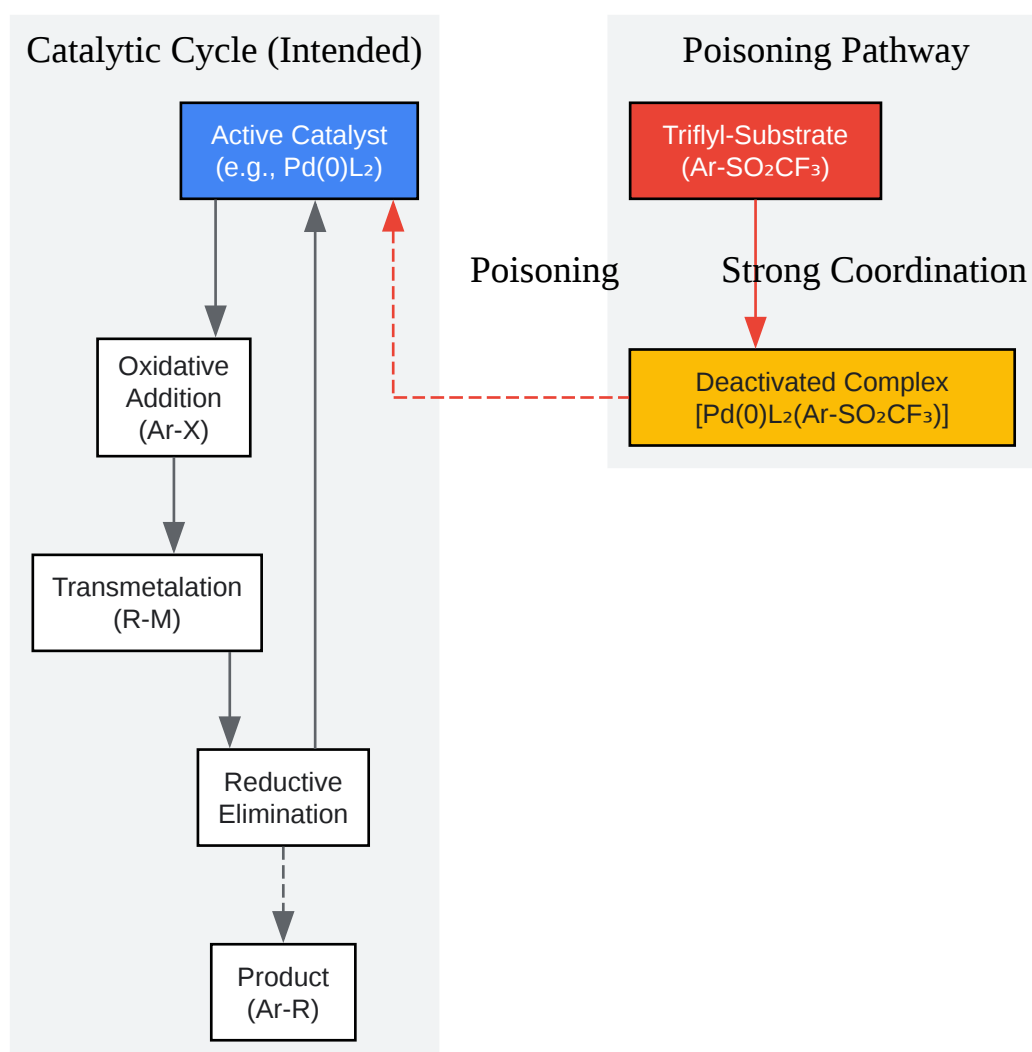 Catalytic Cycle (Intended)
Active Catalyst
(e.g., Pd(0)L₂)
Oxidative
Addition
(Ar-X)
Transmetalation
(R-M)
Reductive
Elimination
Product
(Ar-R)
Poisoning
Poisoning Pathway
Triflyl-Substrate
(Ar-SO₂CF₃)
Strong Coordination
Deactivated Complex
[Pd(0)L₂(Ar-SO₂CF₃)]